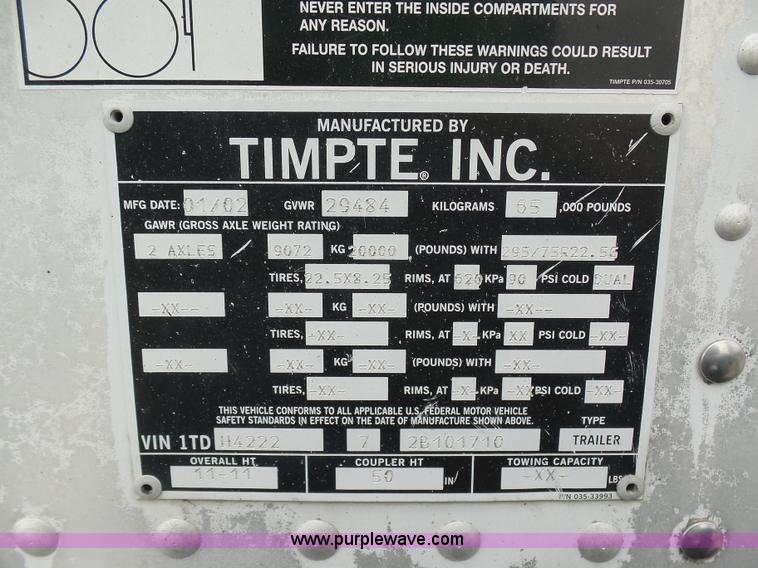 NEVER ENTER THE INSIDE COMPARTMENTS FOR
ANY REASON.
FAILURE TO FOLLOW THESE WARNINGS COULD RESULT
IN SERIOUS INJURY OR DEATH.
TIMPTE P/N 035-30705
MANUFACTURED BY
TIMPTE® INC.
MFG DATE: 01/02 GVWR 29484 KILOGRAMS 65 ,000 POUNDS
GAWR (GROSS AXLE WEIGHT RATING)
2 AXLES 9072 KG 20000 (POUNDS) WITH 295/75R22.5G
TIRES, 22.5X8.25 RIMS, AT 620 KPa 90 PSI COLD DUAL
-XX-- -XX- KG -XX- (POUNDS) WITH -XX--
TIRES, -XX- RIMS, AT -X- KPa XX PSI COLD -XX-
-XX- -XX- KG -XX- (POUNDS) WITH -XX-
TIRES, -XX- RIMS, AT -X- KPa -XX PSI COLD -XX-
THIS VEHICLE CONFORMS TO ALL APPLICABLE U.S. FEDERAL MOTOR VEHICLE
SAFETY STANDARDS IN EFFECT ON THE DATE OF MANUFACTURE SHOWN ABOVE. TYPE
VIN 1TD H4222 7 2B101710 TRAILER
OVERALL HT COUPLER HT TOWING CAPACITY
11-11 50 IN -XX- LBS
P/N 035-33993
www.purplewave.com